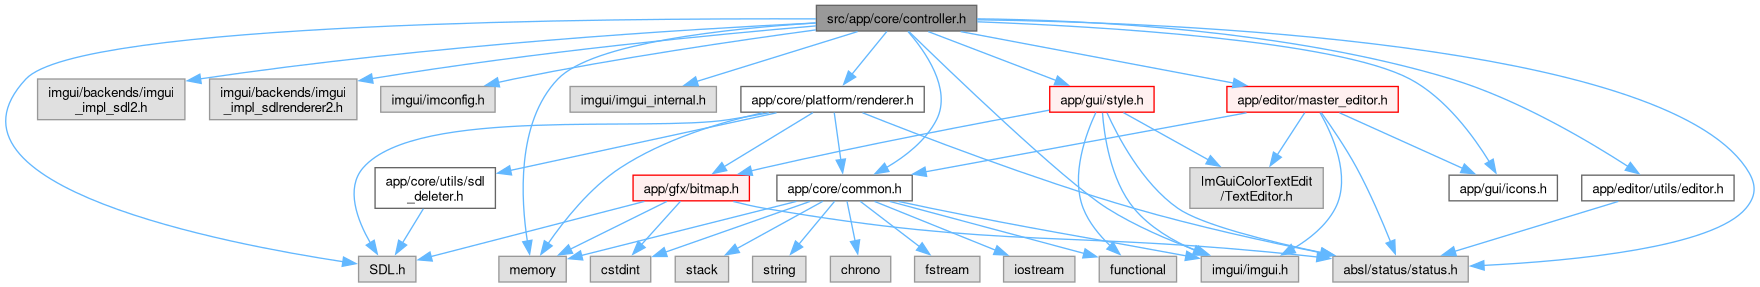 src/app/core/controller.h
imgui/backends/imgui
_impl_sdl2.h
imgui/backends/imgui
_impl_sdlrenderer2.h
imgui/imconfig.h
imgui/imgui_internal.h
app/core/platform/renderer.h
app/gui/style.h
app/editor/master_editor.h
app/core/utils/sdl
_deleter.h
app/gfx/bitmap.h
app/core/common.h
ImGuiColorTextEdit
/TextEditor.h
app/gui/icons.h
app/editor/utils/editor.h
SDL.h
memory
cstdint
stack
string
chrono
fstream
iostream
functional
imgui/imgui.h
absl/status/status.h